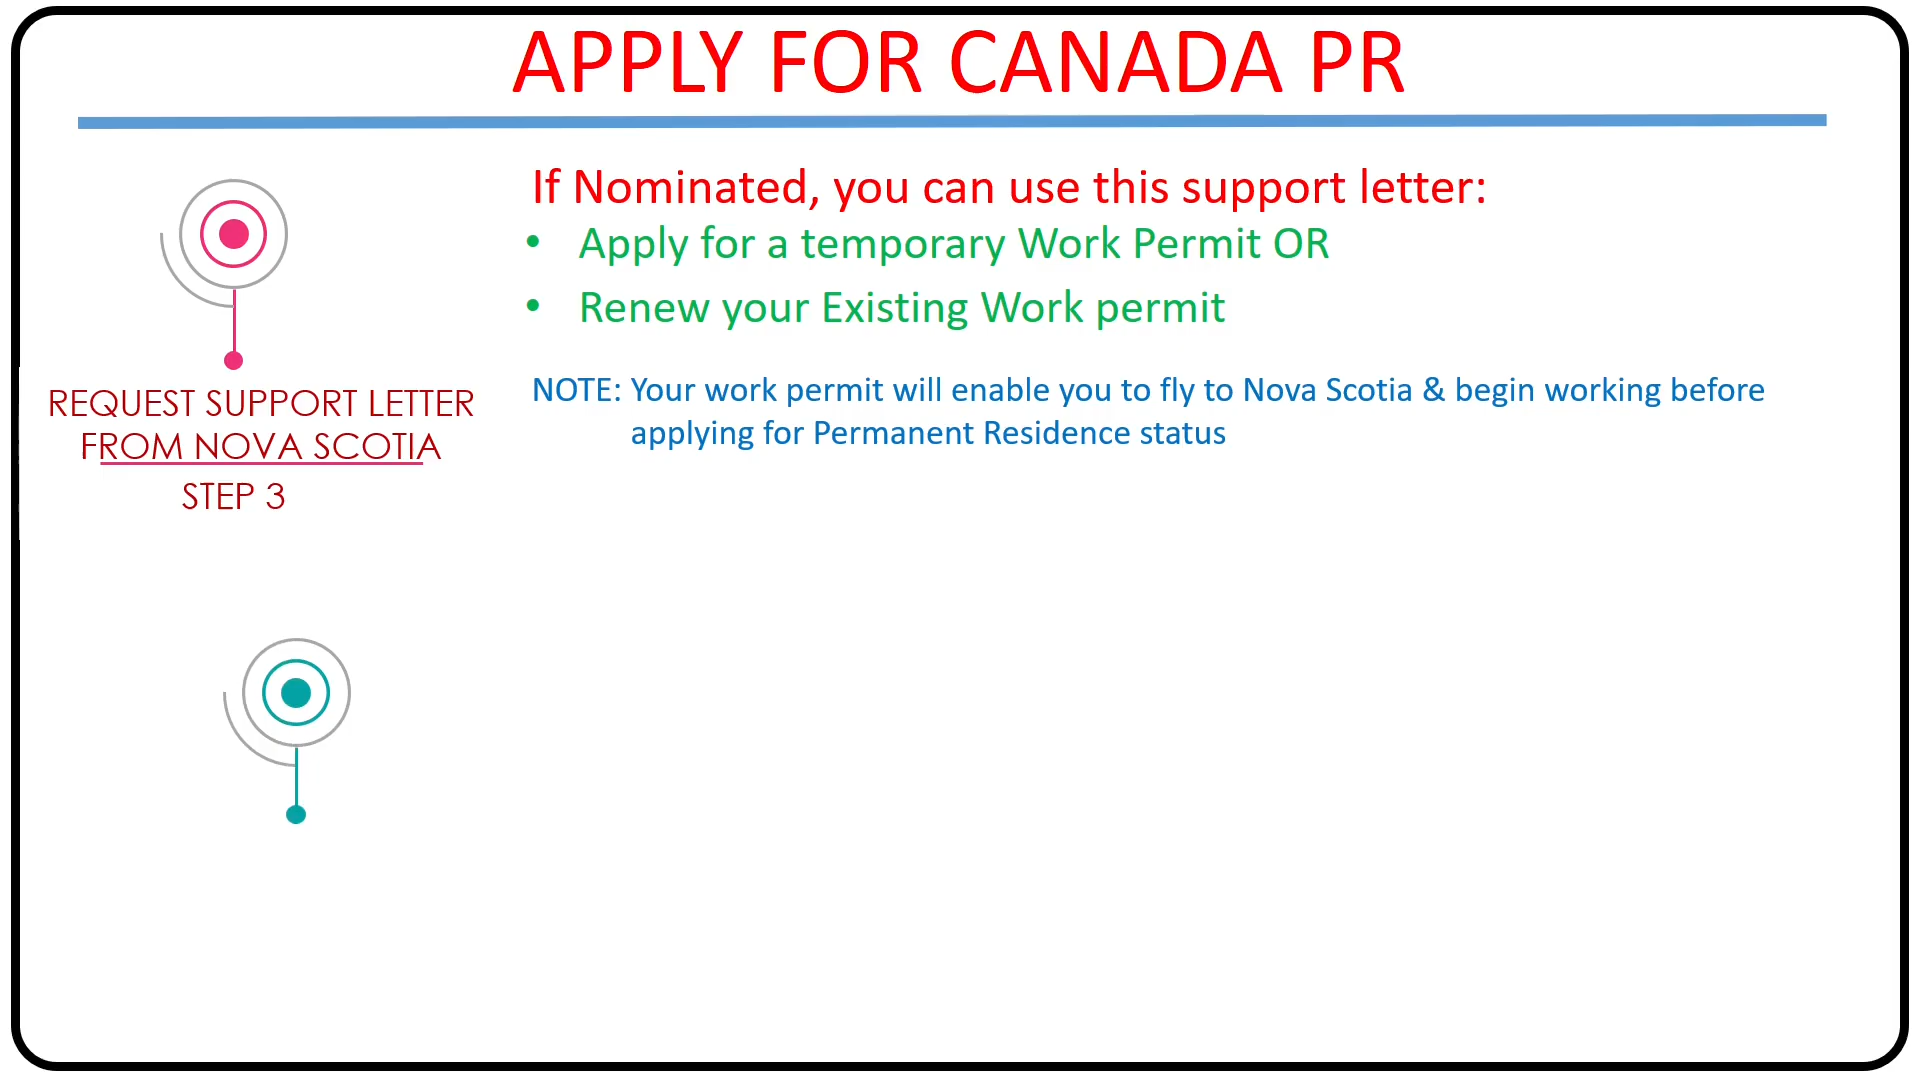 APPLY FOR CANADA PR
If Nominated, you can use this support letter:
• Apply for a temporary Work Permit OR
• Renew your Existing Work permit
NOTE: Your work permit will enable you to fly to Nova Scotia & begin working before
applying for Permanent Residence status
REQUEST SUPPORT LETTER
FROM NOVA SCOTIA
STEP 3